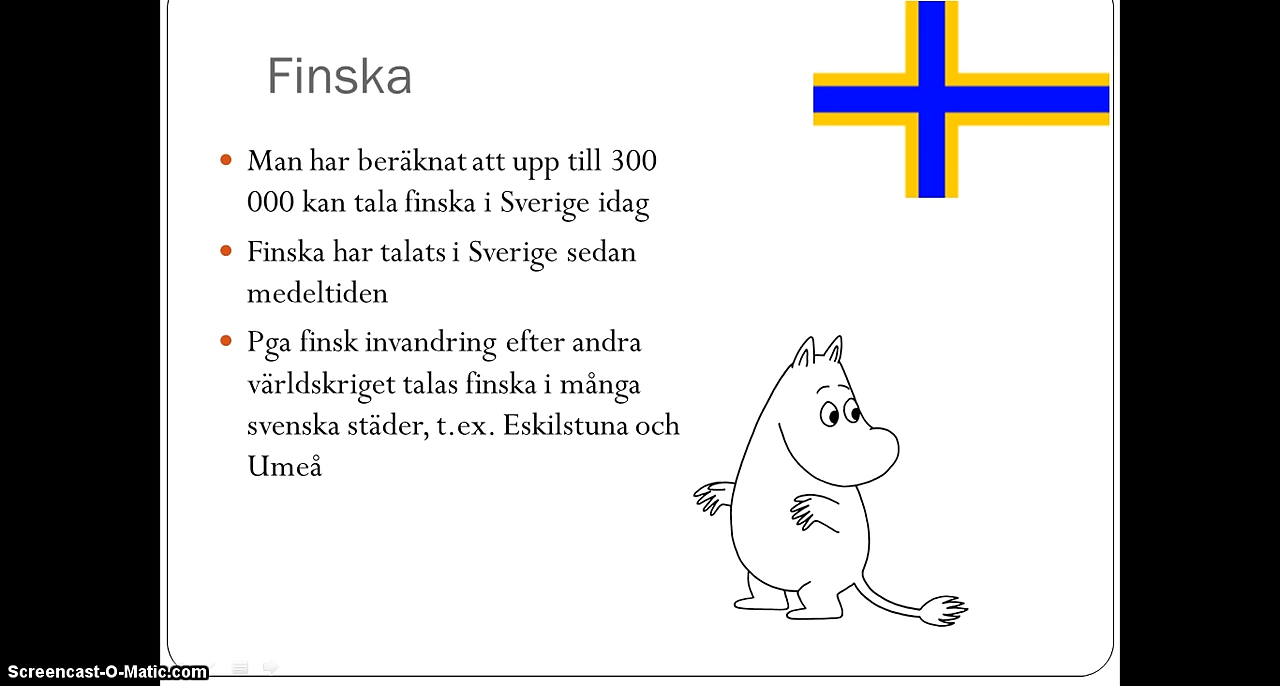 Finska
Man har beräknat att upp till 300
000 kan tala finska i Sverige idag
Finska har talats i Sverige sedan
medeltiden
Pga finsk invandring efter andra
världskriget talas finska i många
svenska städer, t.ex. Eskilstuna och
Umeå
Screencast-O-Matic.com